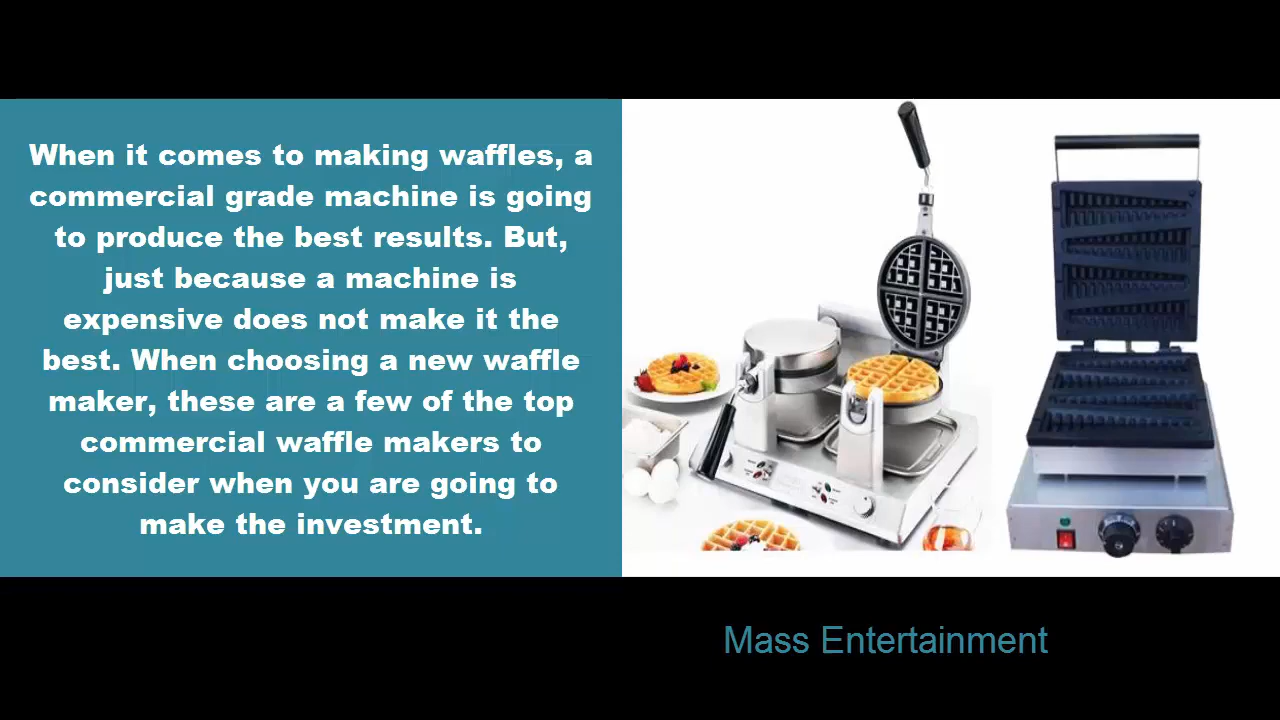 When it comes to making waffles, a
commercial grade machine is going
to produce the best results. But,
just because a machine is
expensive does not make it the
best. When choosing a new waffle
maker, these are a few of the top
commercial waffle makers to
consider when you are going to
make the investment.
Mass Entertainment